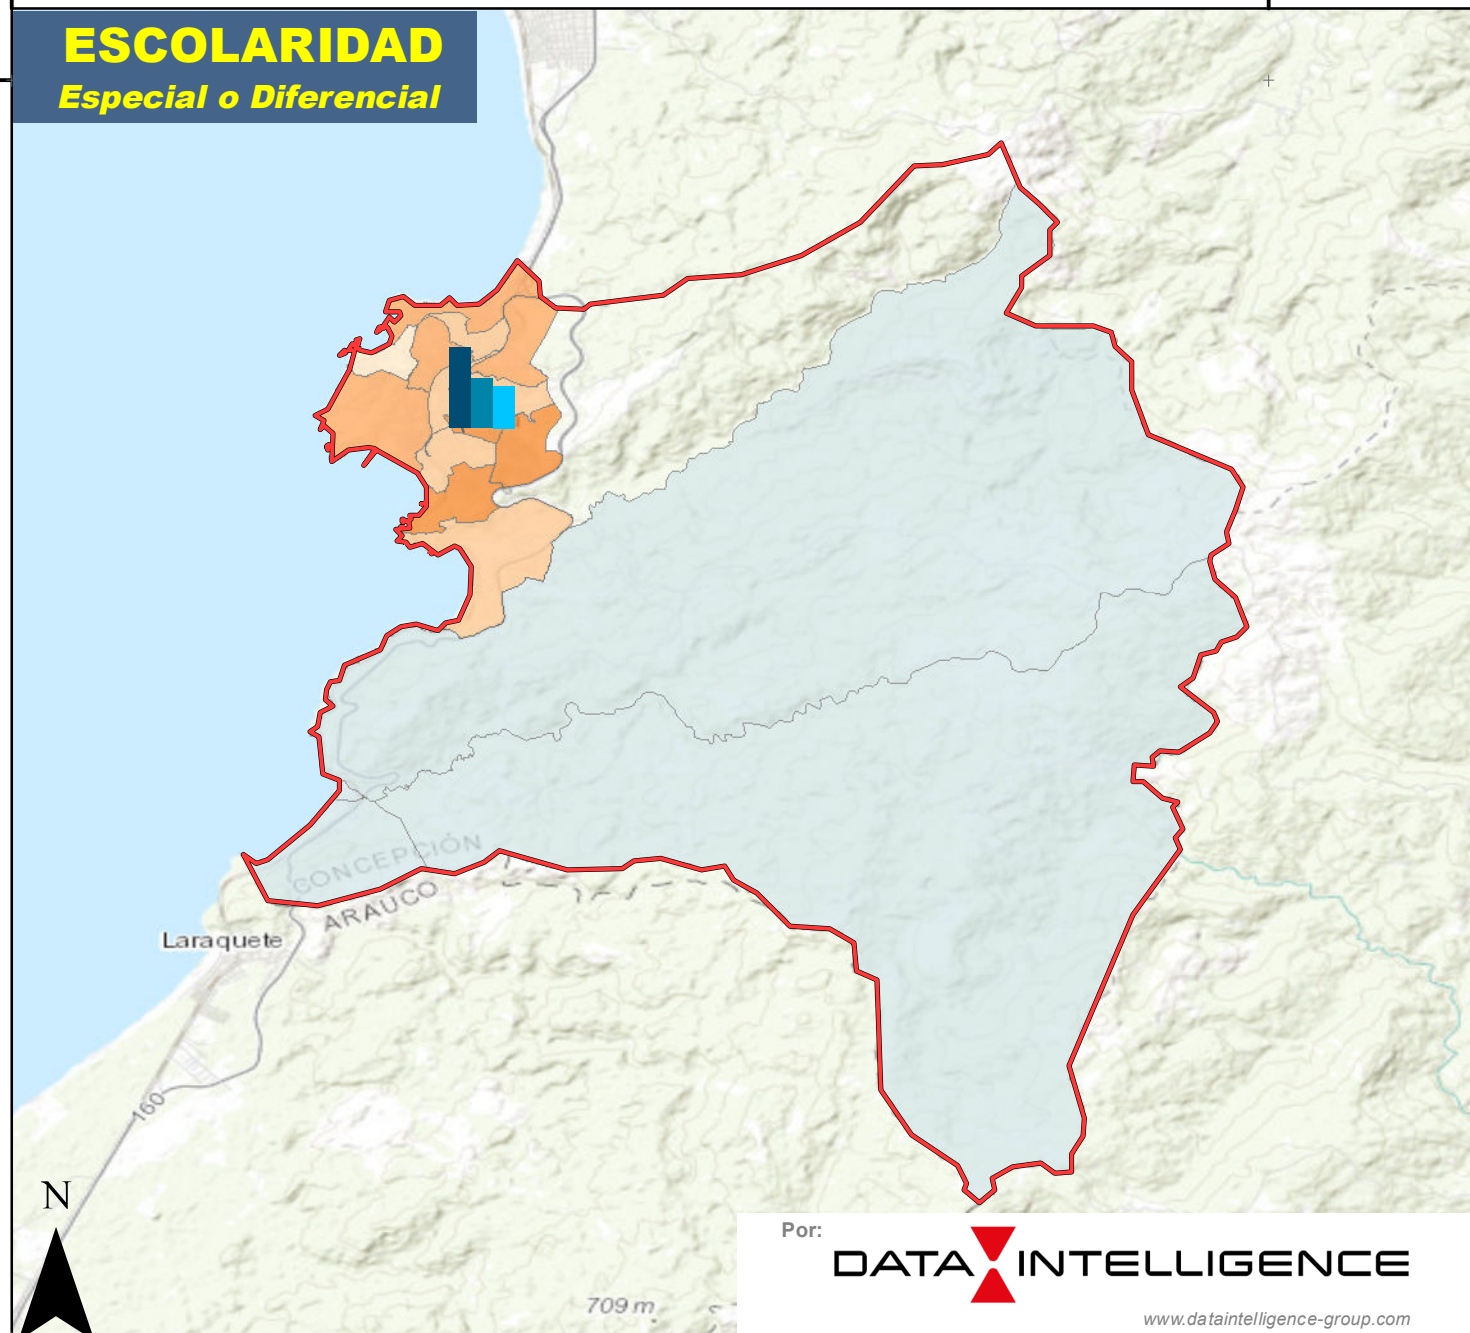 ESCOLARIDAD
Especial o Diferencial
CONCEPCIÓN
ARAUCO
Laraquete
160
N
709 m
Por:
DATA INTELLIGENCE
www.dataintelligence-group.com